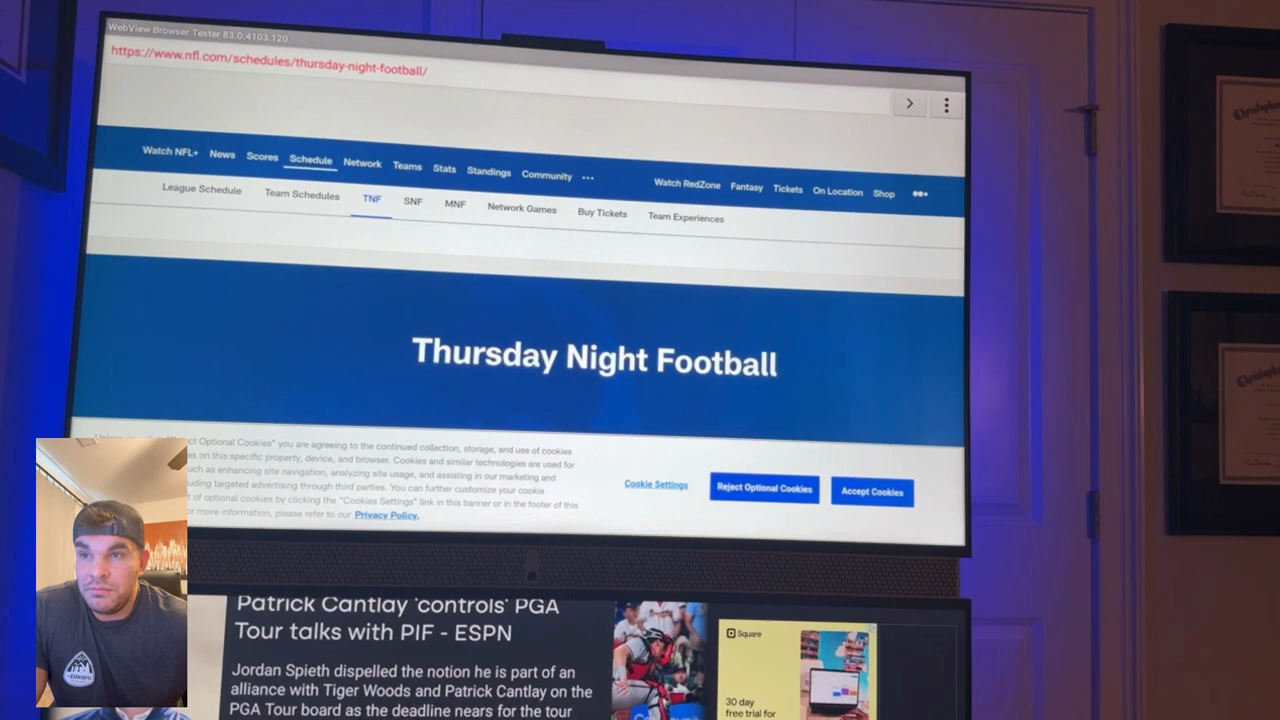 WebView Browser Tester 83.0.4103.120
https://www.nfl.com/schedules/thursday-night-football/
Watch NFL+ News Scores Schedule Network Teams Stats Standings Community ••• Watch RedZone Fantasy Tickets On Location Shop
League Schedule Team Schedules TNF SNF MNF Network Games Buy Tickets Team Experiences
Thursday Night Football
ct Optional Cookies" you are agreeing to the continued collection, storage, and use of cookies
es on this specific property, device, and browser. Cookies and similar technologies are used for
uch as enhancing site navigation, analyzing site usage, and assisting in our marketing and
uding targeted advertising through third parties. You can further customize your cookie
t of optional cookies by clicking the "Cookies Settings" link in this banner or in the footer of this
or more information, please refer to our Privacy Policy.
Cookie Settings
Reject Optional Cookies
Accept Cookies
Patrick Cantlay 'controls' PGA
Tour talks with PIF - ESPN
Jordan Spieth dispelled the notion he is part of an
alliance with Tiger Woods and Patrick Cantlay on the
PGA Tour board as the deadline nears for the tour
Square
30 day
free trial for